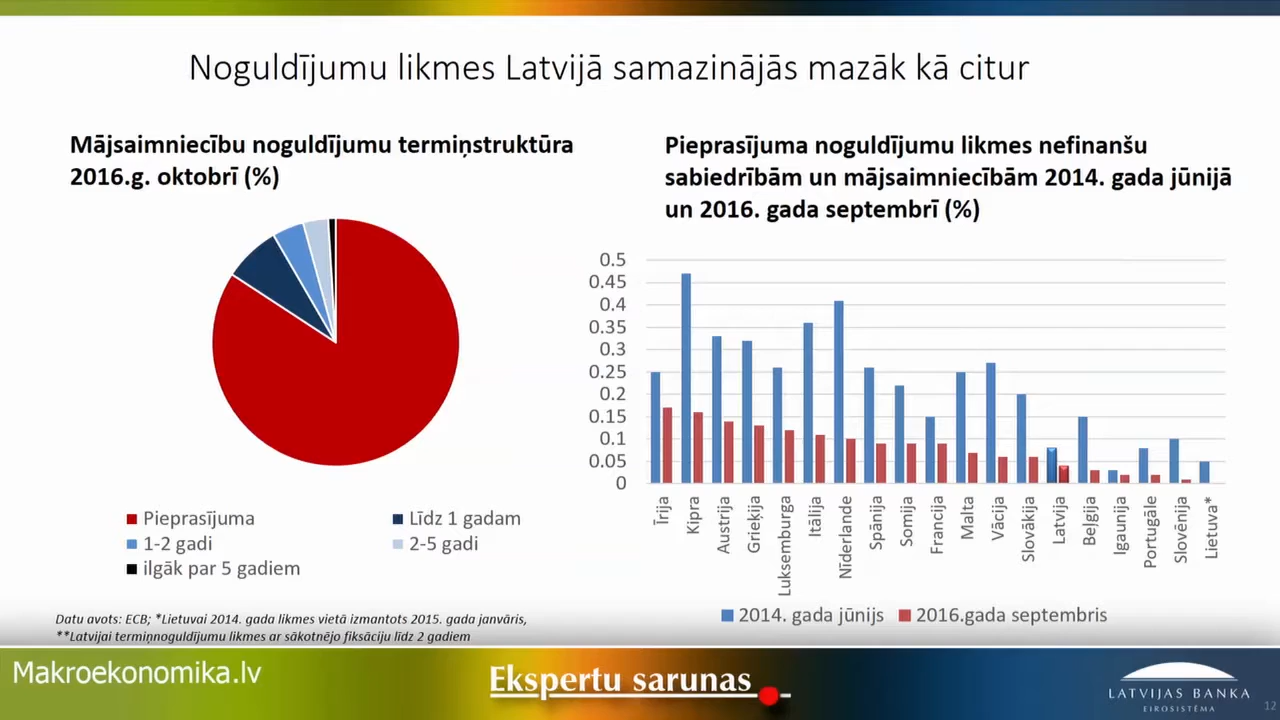 Noguldījumu likmes Latvijā samazinājās mazāk kā citur
Mājsaimniecību noguldījumu termiņstruktūra
2016.g. oktobrī (%)
Pieprasījuma
Līdz 1 gadam
1-2 gadi
2-5 gadi
ilgāk par 5 gadiem
Pieprasījuma noguldījumu likmes nefinanšu
sabiedrībām un mājsaimniecībām 2014. gada jūnijā
un 2016. gada septembrī (%)
0.5
0.45
0.4
0.35
0.3
0.25
0.2
0.15
0.1
0.05
0
Īrija
Kipra
Austrija
Grieķija
Luksemburga
Itālija
Nīderlande
Spānija
Somija
Francija
Malta
Vācija
Slovākija
Latvija
Beļģija
Igaunija
Portugāle
Slovēnija
Lietuva*
2014. gada jūnijs
2016.gada septembris
Datu avots: ECB; *Lietuvai 2014. gada likmes vietā izmantots 2015. gada janvāris,
**Latvijai termiņnoguldījumu likmes ar sākotnējo fiksāciju līdz 2 gadiem
Makroekonomika.lv
Ekspertu sarunas
LATVIJAS BANKA
EIROSISTĒMA
12